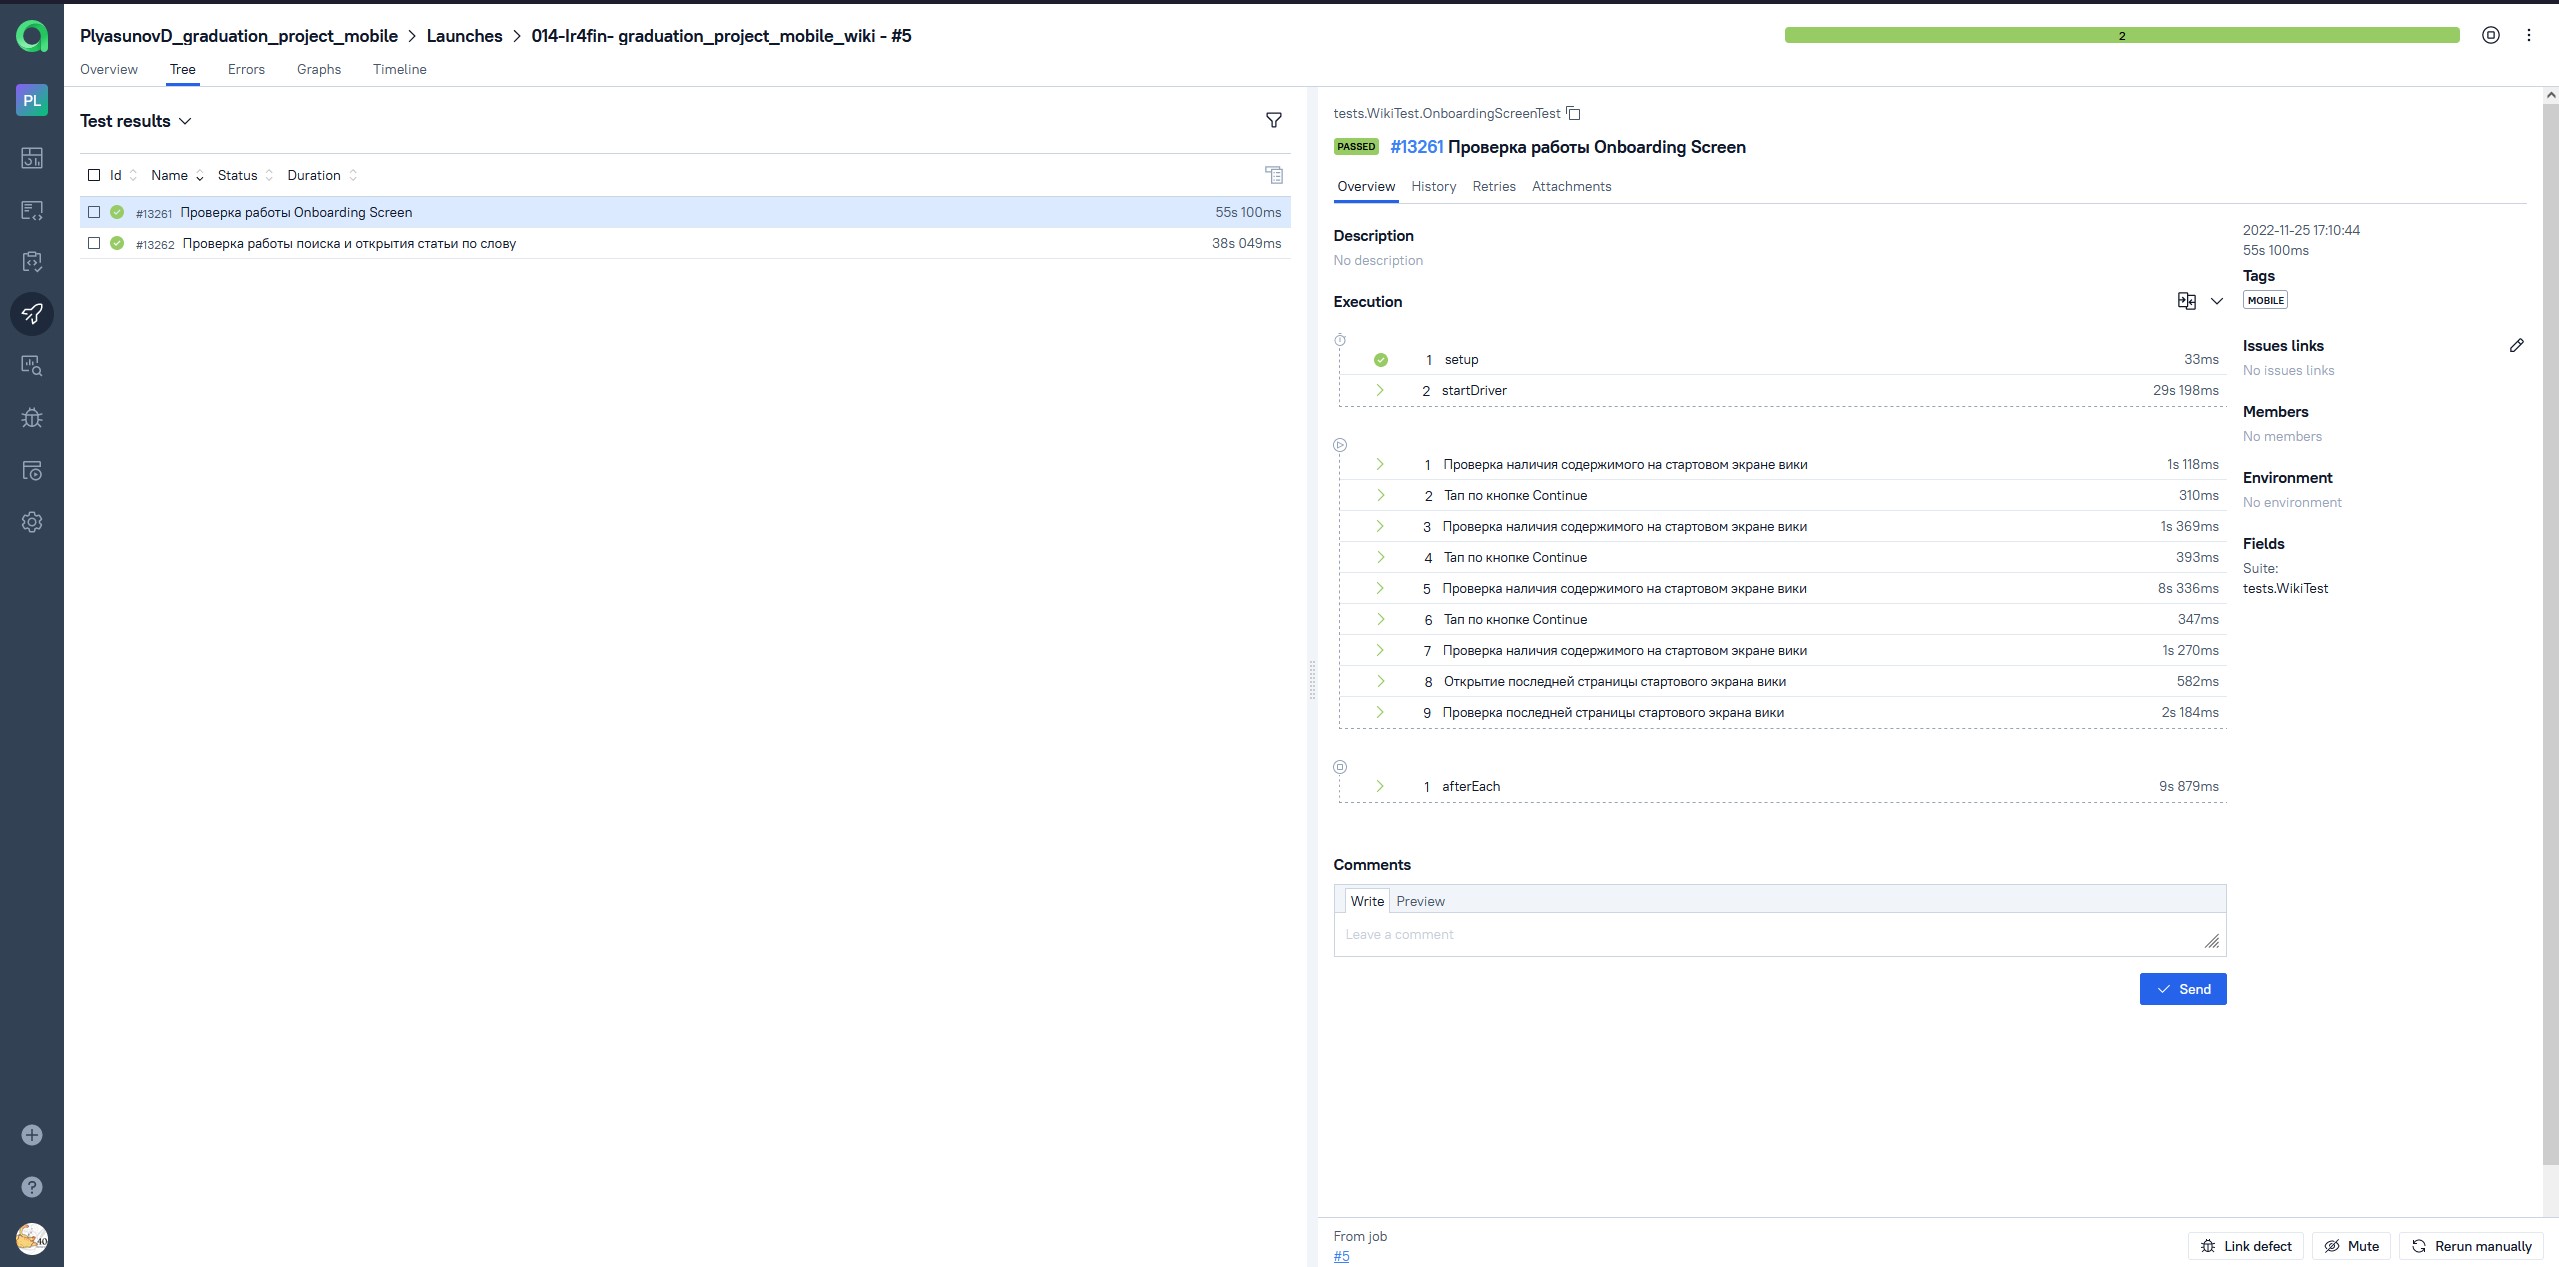 PlyasunovD_graduation_project_mobile > Launches > 014-Ir4fin- graduation_project_mobile_wiki - #5
2
Overview Tree Errors Graphs Timeline
PL
Test results
Id Name Status Duration
#13261 Проверка работы Onboarding Screen 55s 100ms
#13262 Проверка работы поиска и открытия статьи по слову 38s 049ms
tests.WikiTest.OnboardingScreenTest
PASSED #13261 Проверка работы Onboarding Screen
Overview History Retries Attachments
Description
No description
Execution
1 setup 33ms
2 startDriver 29s 198ms
1 Проверка наличия содержимого на стартовом экране вики 1s 118ms
2 Тап по кнопке Continue 310ms
3 Проверка наличия содержимого на стартовом экране вики 1s 369ms
4 Тап по кнопке Continue 393ms
5 Проверка наличия содержимого на стартовом экране вики 8s 336ms
6 Тап по кнопке Continue 347ms
7 Проверка наличия содержимого на стартовом экране вики 1s 270ms
8 Открытие последней страницы стартового экрана вики 582ms
9 Проверка последней страницы стартового экрана вики 2s 184ms
1 afterEach 9s 879ms
Comments
Write Preview
Leave a comment
Send
2022-11-25 17:10:44
55s 100ms
Tags
MOBILE
Issues links
No issues links
Members
No members
Environment
No environment
Fields
Suite:
tests.WikiTest
From job
#5
Link defect Mute Rerun manually